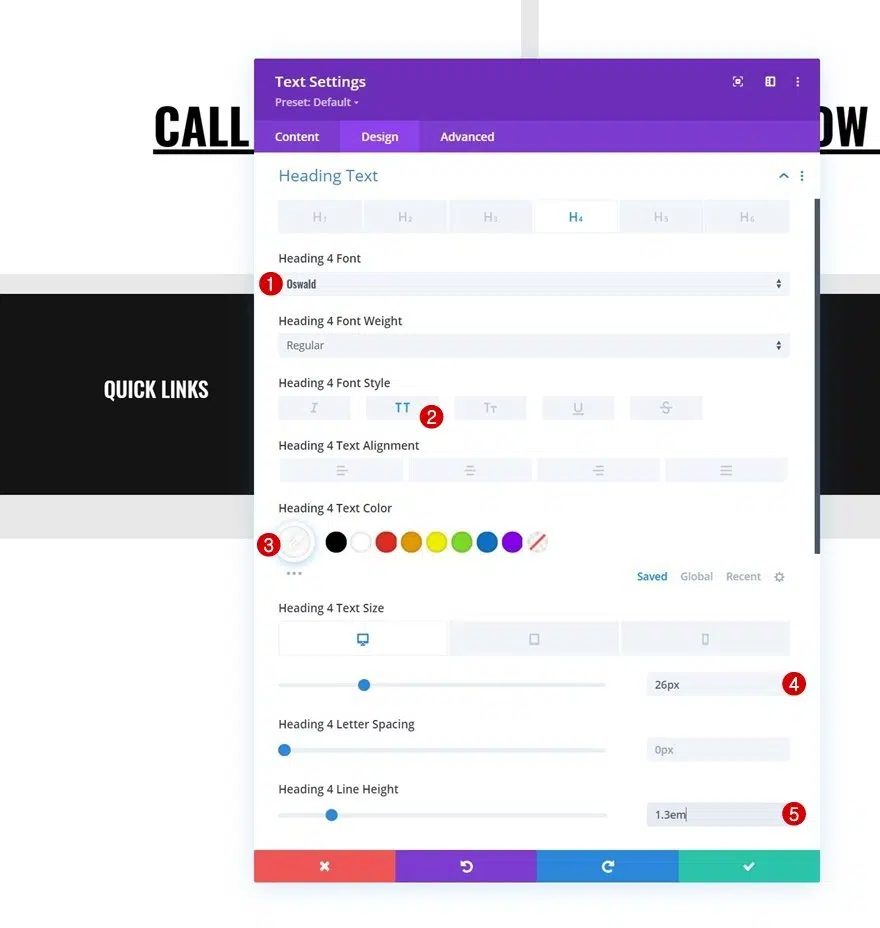 Text Settings
Preset: Default
CALL
OW
Content Design Advanced
Heading Text
H1 H2 H3 H4 H5 H6
Heading 4 Font
1 Oswald
Heading 4 Font Weight
Regular
QUICK LINKS
Heading 4 Font Style
I TT Tt U S
2
Heading 4 Text Alignment
Heading 4 Text Color
3
Saved Global Recent
Heading 4 Text Size
26px 4
Heading 4 Letter Spacing
0px
Heading 4 Line Height
1.3em 5